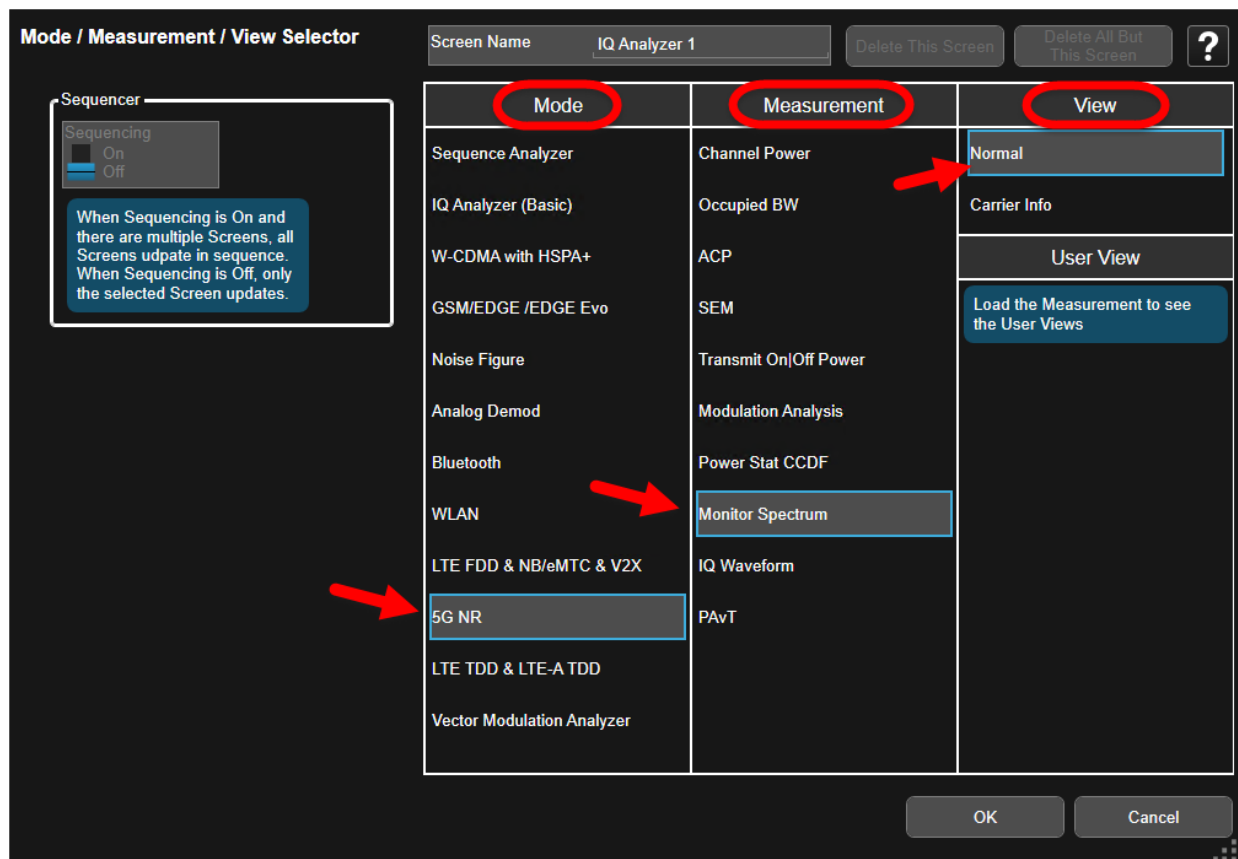 Mode / Measurement / View Selector
Screen Name
IQ Analyzer 1
Delete This Screen
Delete All But
This Screen
?
Sequencer
Sequencing
On
Off
When Sequencing is On and
there are multiple Screens, all
Screens udpate in sequence.
When Sequencing is Off, only
the selected Screen updates.
Mode
Sequence Analyzer
IQ Analyzer (Basic)
W-CDMA with HSPA+
GSM/EDGE /EDGE Evo
Noise Figure
Analog Demod
Bluetooth
WLAN
LTE FDD & NB/eMTC & V2X
5G NR
LTE TDD & LTE-A TDD
Vector Modulation Analyzer
Measurement
Channel Power
Occupied BW
ACP
SEM
Transmit On|Off Power
Modulation Analysis
Power Stat CCDF
Monitor Spectrum
IQ Waveform
PAvT
View
Normal
Carrier Info
User View
Load the Measurement to see
the User Views
OK
Cancel